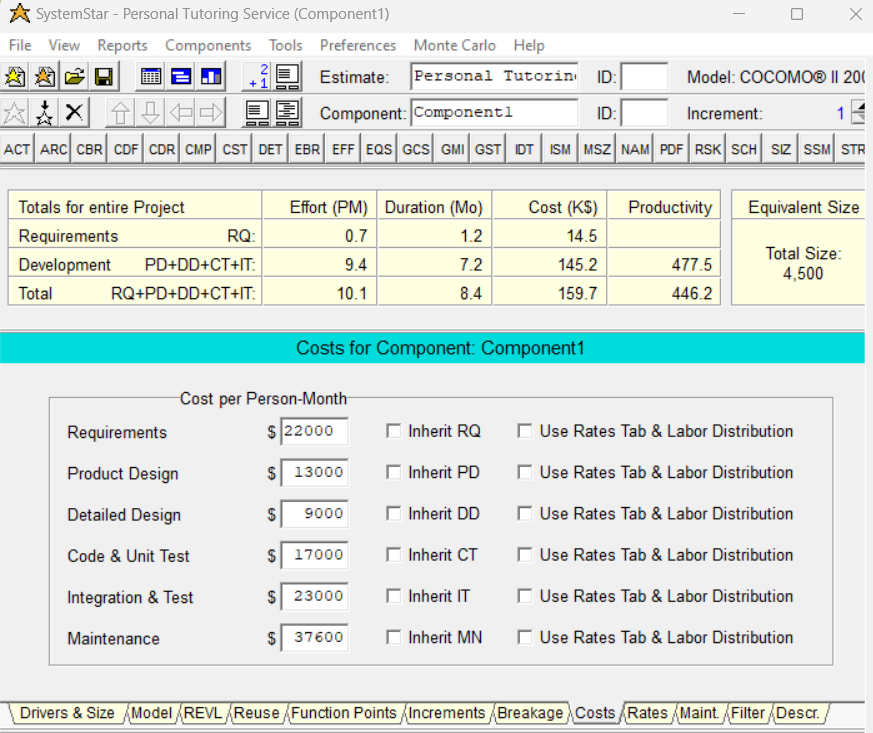 SystemStar - Personal Tutoring Service (Component1)
File View Reports Components Tools Preferences Monte Carlo Help
2 +1 Estimate: Personal Tutorin ID: Model: COCOMO® II 200
Component: Component1 ID: Increment: 1
ACT ARC CBR CDF CDR CMP CST DET EBR EFF EQS GCS GMI GST IDT ISM MSZ NAM PDF RSK SCH SIZ SSM STR
Totals for entire Project Effort (PM) Duration (Mo) Cost (K$) Productivity Equivalent Size
Requirements RQ: 0.7 1.2 14.5
Development PD+DD+CT+IT: 9.4 7.2 145.2 477.5 Total Size:
4,500
Total RQ+PD+DD+CT+IT: 10.1 8.4 159.7 446.2
Costs for Component: Component1
Cost per Person-Month
Requirements $ 22000 Inherit RQ Use Rates Tab & Labor Distribution
Product Design $ 13000 Inherit PD Use Rates Tab & Labor Distribution
Detailed Design $ 9000 Inherit DD Use Rates Tab & Labor Distribution
Code & Unit Test $ 17000 Inherit CT Use Rates Tab & Labor Distribution
Integration & Test $ 23000 Inherit IT Use Rates Tab & Labor Distribution
Maintenance $ 37600 Inherit MN Use Rates Tab & Labor Distribution
Drivers & Size Model REVL Reuse Function Points Increments Breakage Costs Rates Maint. Filter Descr.